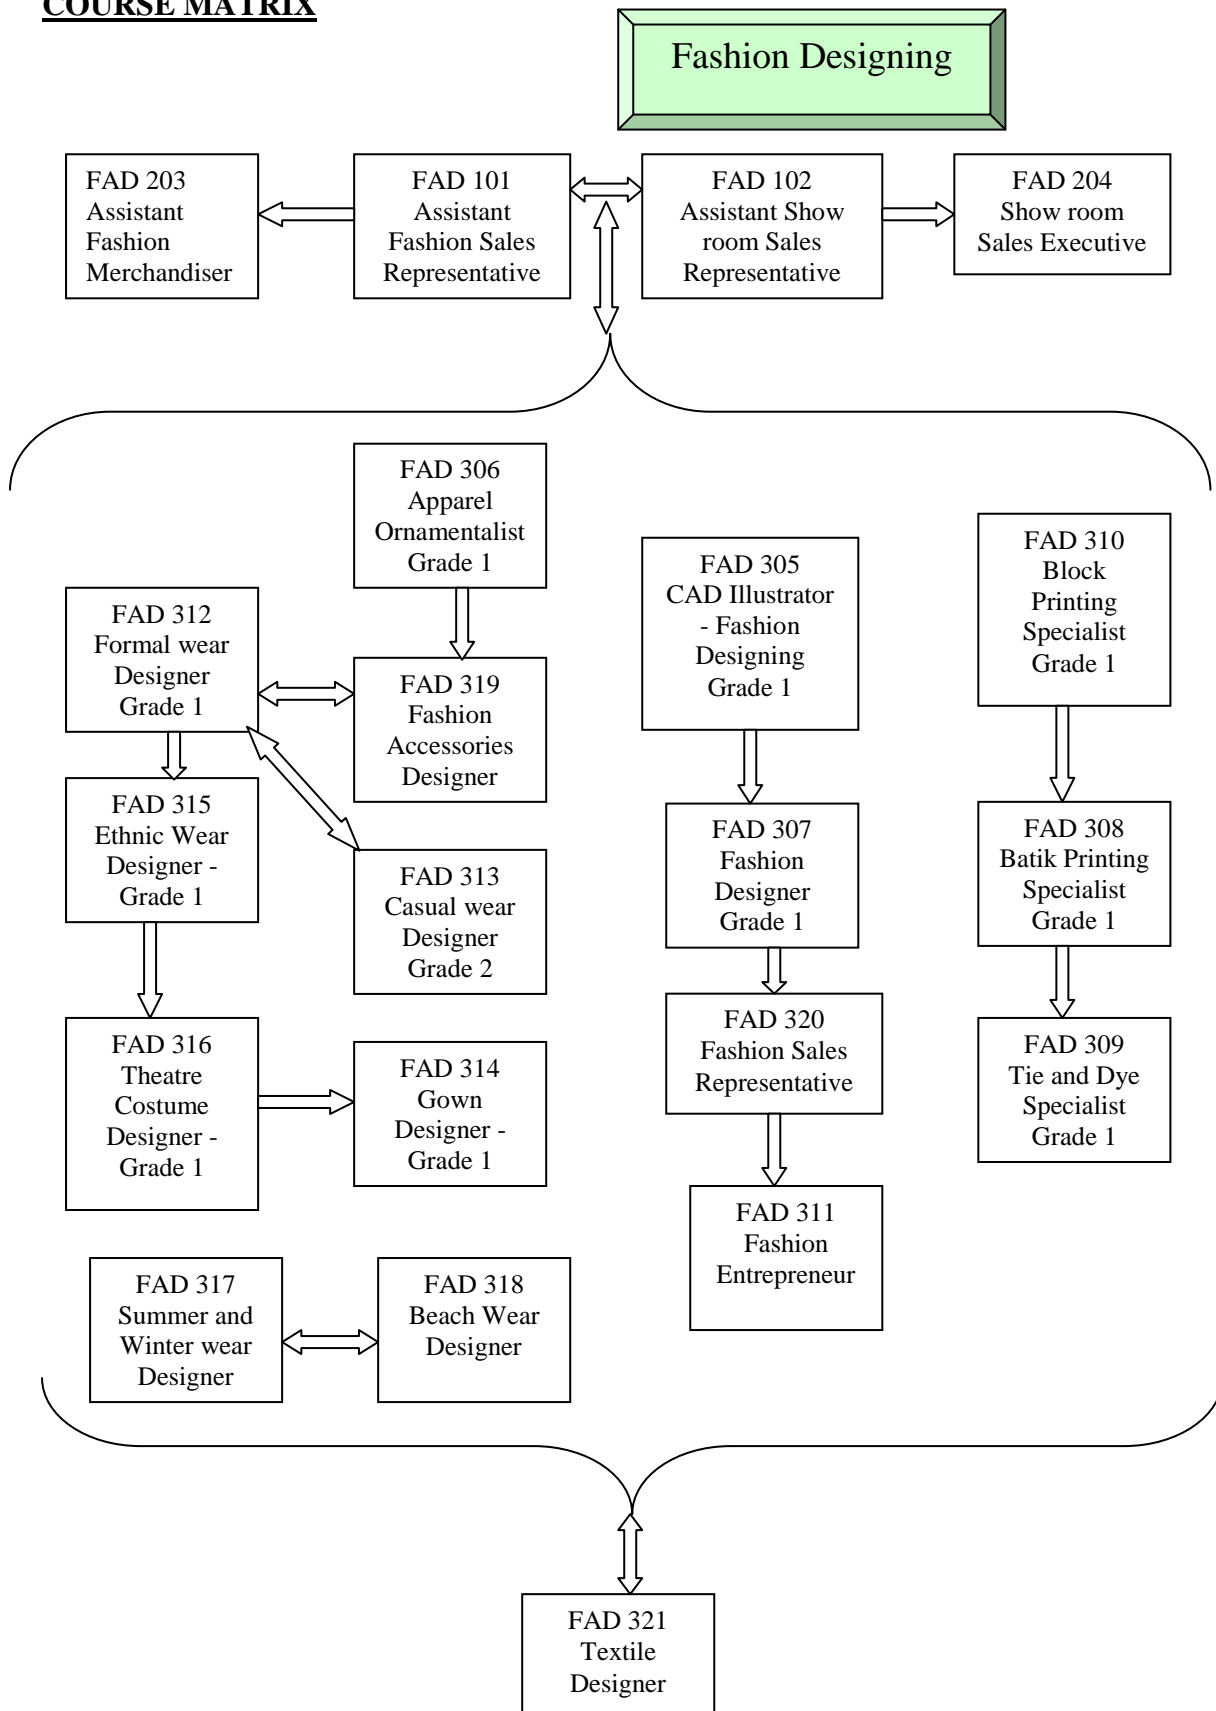 COURSE MATRIX
Fashion Designing
FAD 203
Assistant
Fashion
Merchandiser
FAD 101
Assistant
Fashion Sales
Representative
FAD 102
Assistant Show
room Sales
Representative
FAD 204
Show room
Sales Executive
FAD 306
Apparel
Ornamentalist
Grade 1
FAD 312
Formal wear
Designer
Grade 1
FAD 319
Fashion
Accessories
Designer
FAD 315
Ethnic Wear
Designer -
Grade 1
FAD 313
Casual wear
Designer
Grade 2
FAD 316
Theatre
Costume
Designer -
Grade 1
FAD 314
Gown
Designer -
Grade 1
FAD 317
Summer and
Winter wear
Designer
FAD 318
Beach Wear
Designer
FAD 305
CAD Illustrator
- Fashion
Designing
Grade 1
FAD 307
Fashion
Designer
Grade 1
FAD 320
Fashion Sales
Representative
FAD 311
Fashion
Entrepreneur
FAD 310
Block
Printing
Specialist
Grade 1
FAD 308
Batik Printing
Specialist
Grade 1
FAD 309
Tie and Dye
Specialist
Grade 1
FAD 321
Textile
Designer